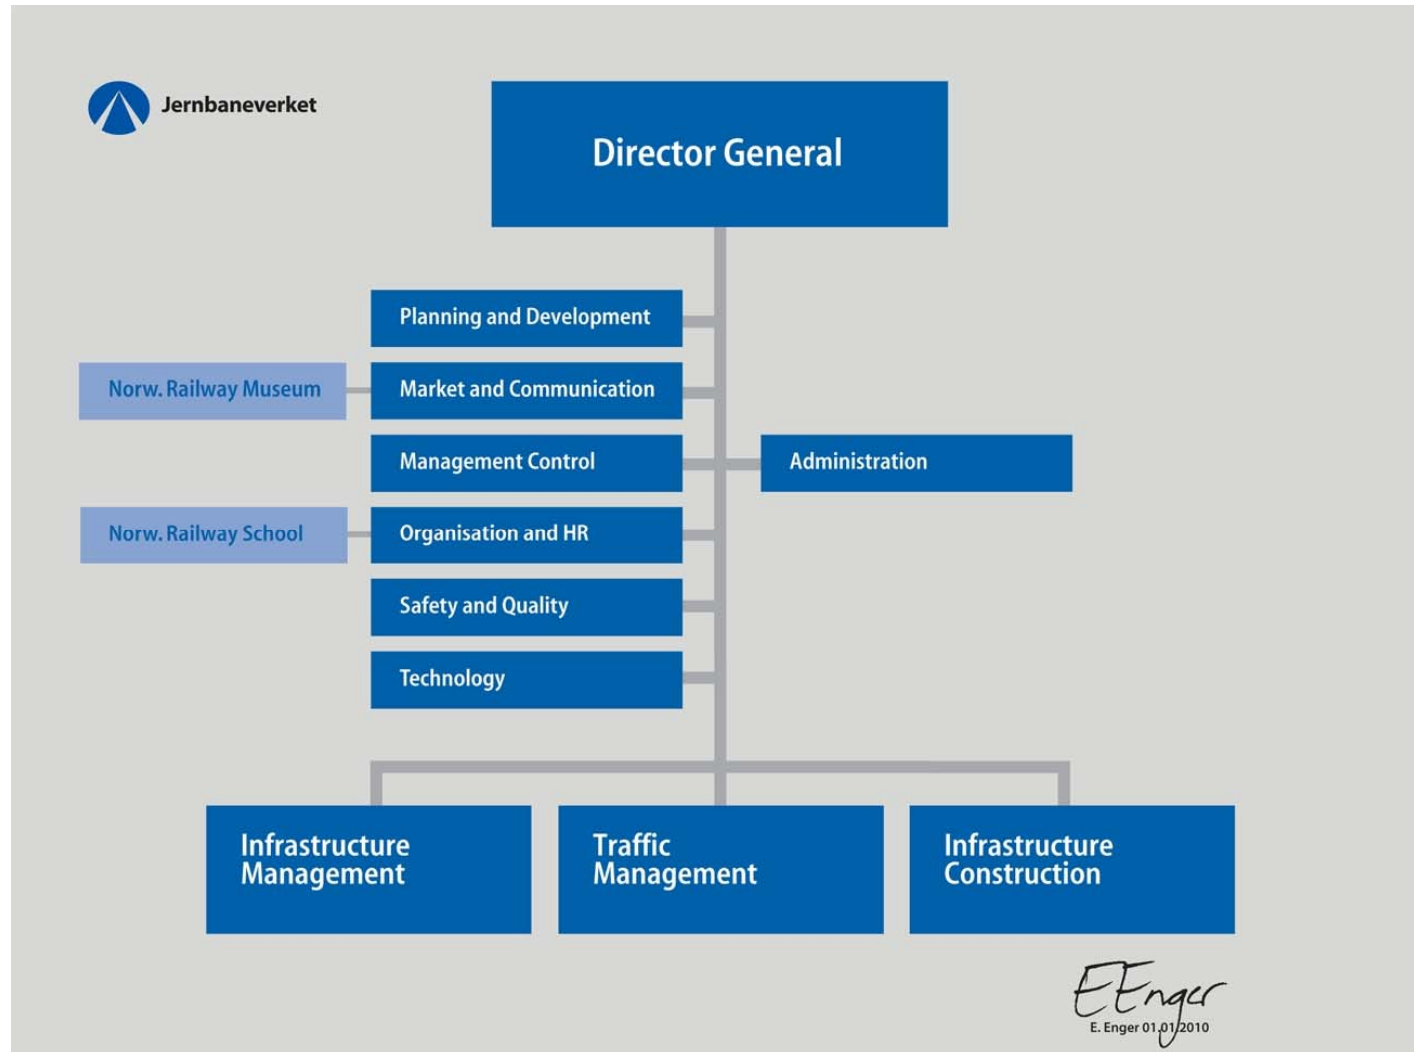 Jernbaneverket
Director General
Planning and Development
Norw. Railway Museum
Market and Communication
Management Control
Administration
Norw. Railway School
Organisation and HR
Safety and Quality
Technology
Infrastructure
Management
Traffic
Management
Infrastructure
Construction
EEnger
E. Enger 01.01.2010